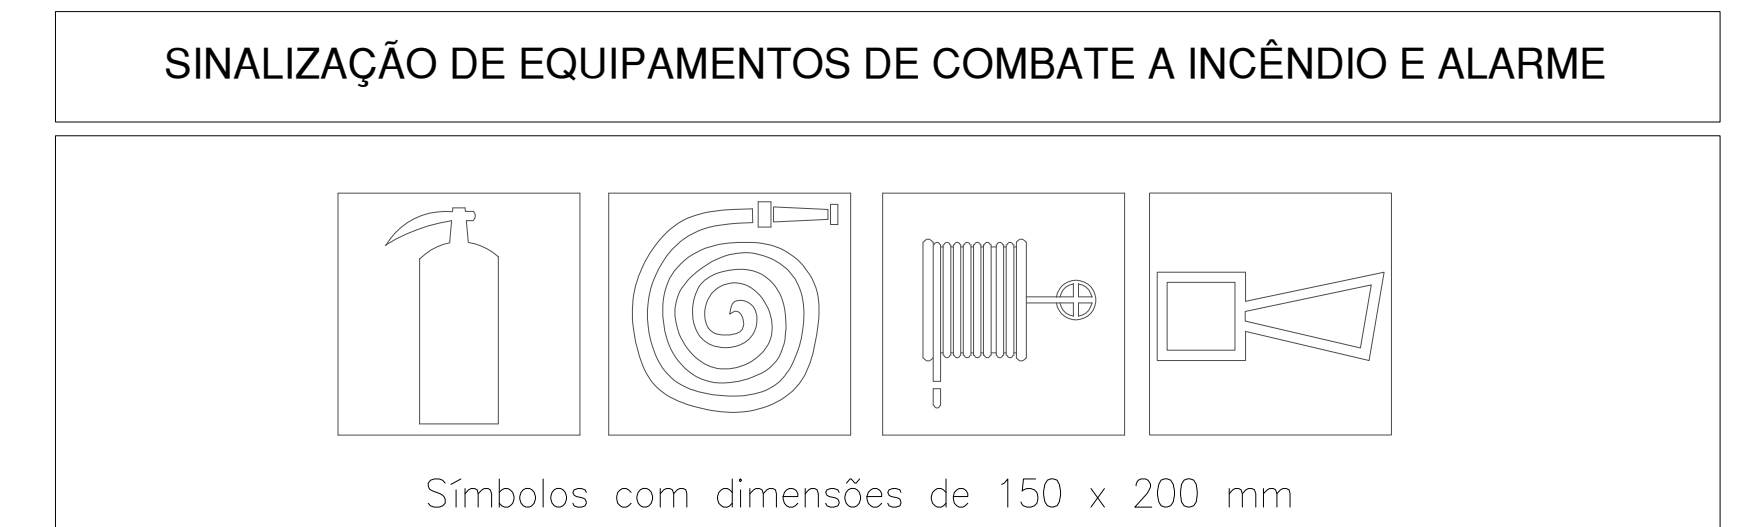 SINALIZAÇÃO DE EQUIPAMENTOS DE COMBATE A INCÊNDIO E ALARME
Símbolos com dimensões de 150 x 200 mm